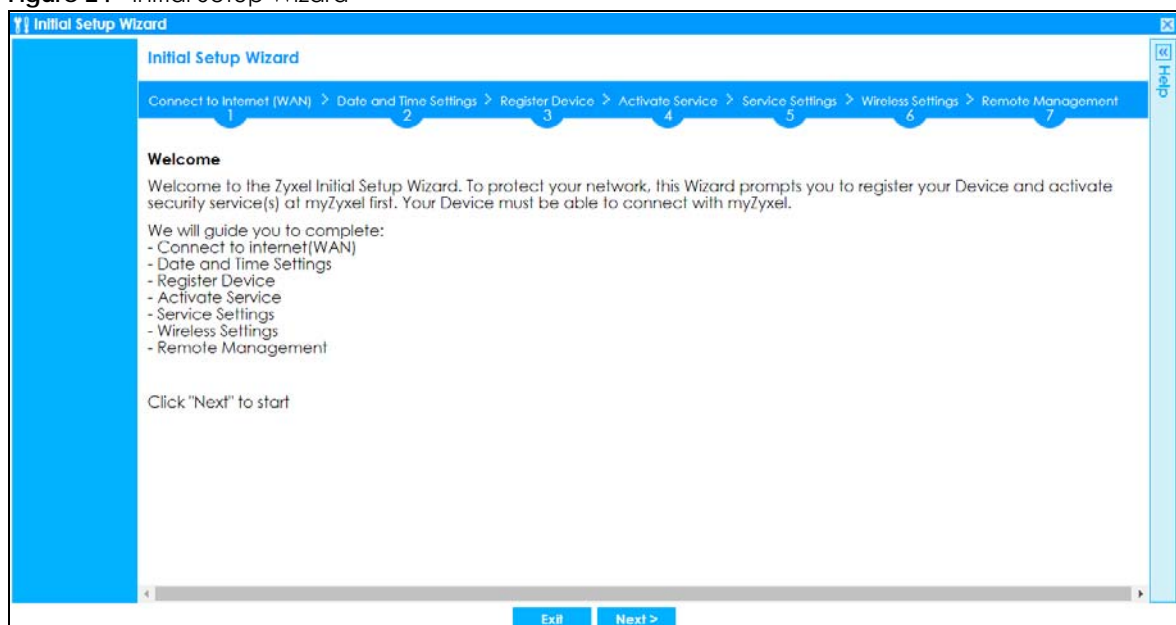 Initial Setup Wizard
Initial Setup Wizard
Help
Connect to Internet (WAN) > Date and Time Settings > Register Device > Activate Service > Service Settings > Wireless Settings > Remote Management
1 2 3 4 5 6 7
Welcome
Welcome to the Zyxel Initial Setup Wizard. To protect your network, this Wizard prompts you to register your Device and activate
security service(s) at myZyxel first. Your Device must be able to connect with myZyxel.
We will guide you to complete:
- Connect to internet(WAN)
- Date and Time Settings
- Register Device
- Activate Service
- Service Settings
- Wireless Settings
- Remote Management
Click "Next" to start
Exit Next >